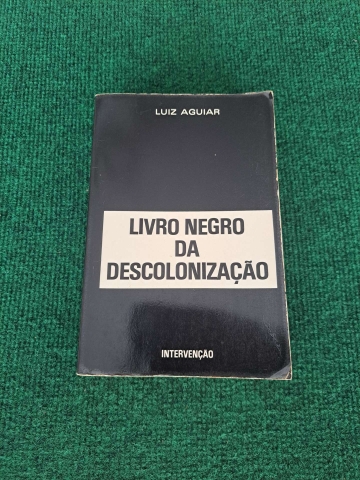 LUIZ AGUIAR
LIVRO NEGRO
DA
DESCOLONIZAÇÃO
INTERVENÇÃO